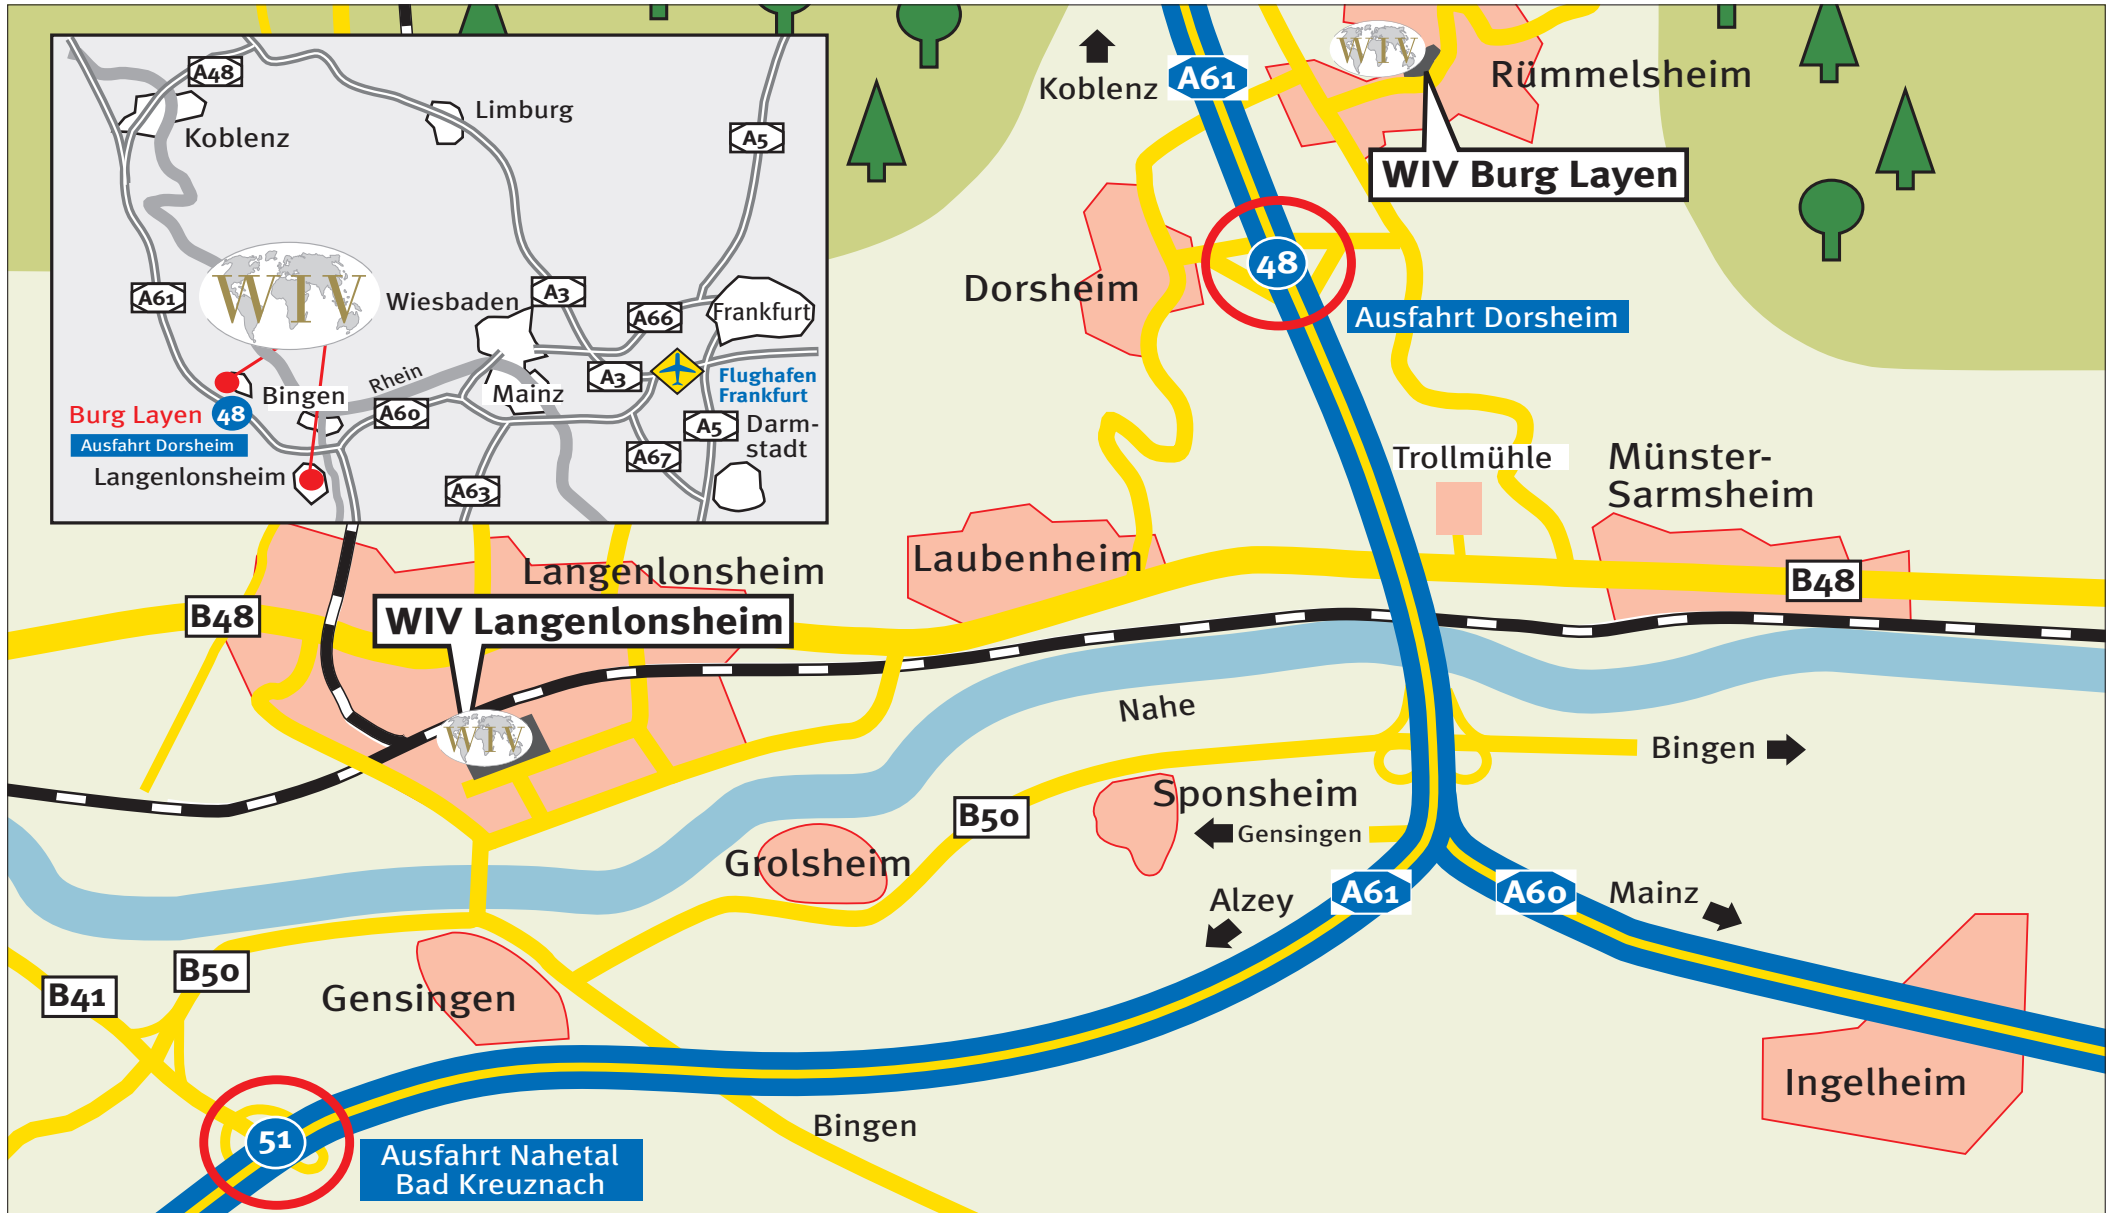 A48
Koblenz
Limburg
A5
A61
WIV
Wiesbaden
A3
A66
Frankfurt
A3
Flughafen
Frankfurt
Rhein
Bingen
Mainz
A60
Burg Layen
48
Ausfahrt Dorsheim
A5
Darm-
stadt
A67
Langenlonsheim
A63
Koblenz
A61
WIV
Rümmelsheim
WIV Burg Layen
48
Dorsheim
Ausfahrt Dorsheim
Trollmühle
Münster-
Sarmsheim
Laubenheim
Langenlonsheim
B48
B48
WIV Langenlonsheim
WIV
Nahe
Bingen
Sponsheim
B50
Gensingen
Grolsheim
Alzey
A61
A60
Mainz
B50
B41
Gensingen
Ingelheim
Bingen
51
Ausfahrt Nahetal
Bad Kreuznach